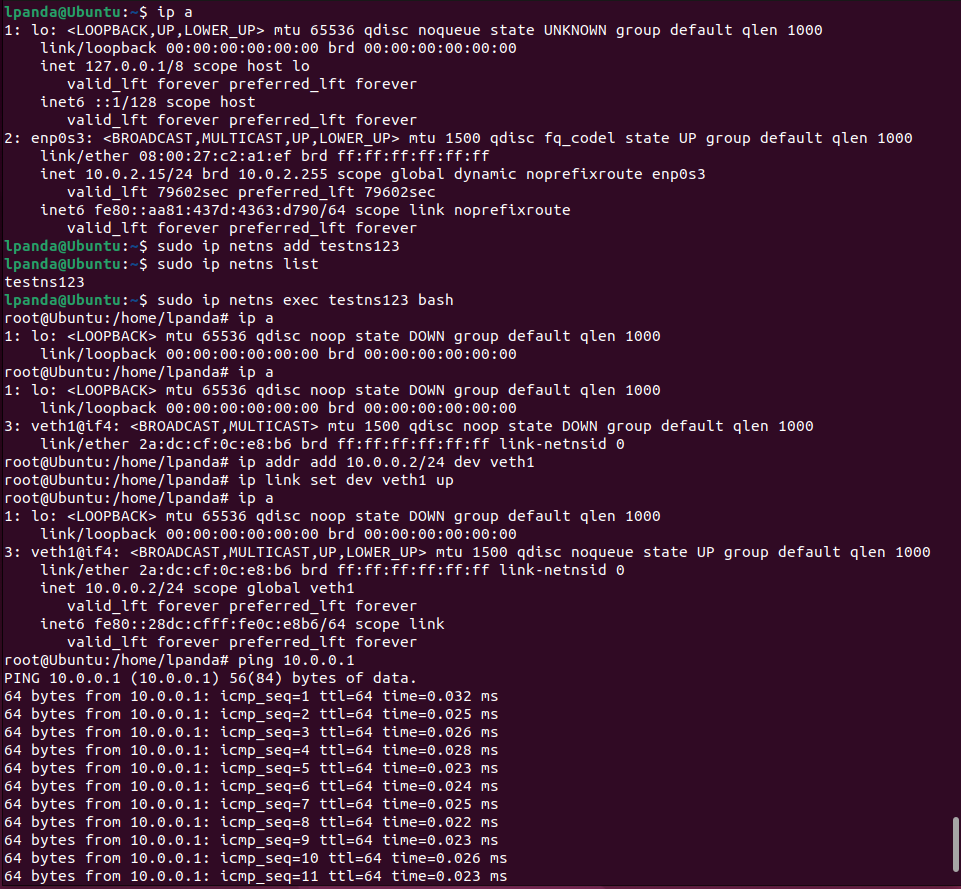 lpanda@Ubuntu:~$ ip a
1: lo: <LOOPBACK,UP,LOWER_UP> mtu 65536 qdisc noqueue state UNKNOWN group default qlen 1000
    link/loopback 00:00:00:00:00:00 brd 00:00:00:00:00:00
    inet 127.0.0.1/8 scope host lo
       valid_lft forever preferred_lft forever
    inet6 ::1/128 scope host
       valid_lft forever preferred_lft forever
2: enp0s3: <BROADCAST,MULTICAST,UP,LOWER_UP> mtu 1500 qdisc fq_codel state UP group default qlen 1000
    link/ether 08:00:27:c2:a1:ef brd ff:ff:ff:ff:ff:ff
    inet 10.0.2.15/24 brd 10.0.2.255 scope global dynamic noprefixroute enp0s3
       valid_lft 79602sec preferred_lft 79602sec
    inet6 fe80::aa81:437d:4363:d790/64 scope link noprefixroute
       valid_lft forever preferred_lft forever
lpanda@Ubuntu:~$ sudo ip netns add testns123
lpanda@Ubuntu:~$ sudo ip netns list
testns123
lpanda@Ubuntu:~$ sudo ip netns exec testns123 bash
root@Ubuntu:/home/lpanda# ip a
1: lo: <LOOPBACK> mtu 65536 qdisc noop state DOWN group default qlen 1000
    link/loopback 00:00:00:00:00:00 brd 00:00:00:00:00:00
root@Ubuntu:/home/lpanda# ip a
1: lo: <LOOPBACK> mtu 65536 qdisc noop state DOWN group default qlen 1000
    link/loopback 00:00:00:00:00:00 brd 00:00:00:00:00:00
3: veth1@if4: <BROADCAST,MULTICAST> mtu 1500 qdisc noop state DOWN group default qlen 1000
    link/ether 2a:dc:cf:0c:e8:b6 brd ff:ff:ff:ff:ff:ff link-netnsid 0
root@Ubuntu:/home/lpanda# ip addr add 10.0.0.2/24 dev veth1
root@Ubuntu:/home/lpanda# ip link set dev veth1 up
root@Ubuntu:/home/lpanda# ip a
1: lo: <LOOPBACK> mtu 65536 qdisc noop state DOWN group default qlen 1000
    link/loopback 00:00:00:00:00:00 brd 00:00:00:00:00:00
3: veth1@if4: <BROADCAST,MULTICAST,UP,LOWER_UP> mtu 1500 qdisc noqueue state UP group default qlen 1000
    link/ether 2a:dc:cf:0c:e8:b6 brd ff:ff:ff:ff:ff:ff link-netnsid 0
    inet 10.0.0.2/24 scope global veth1
       valid_lft forever preferred_lft forever
    inet6 fe80::28dc:cfff:fe0c:e8b6/64 scope link
       valid_lft forever preferred_lft forever
root@Ubuntu:/home/lpanda# ping 10.0.0.1
PING 10.0.0.1 (10.0.0.1) 56(84) bytes of data.
64 bytes from 10.0.0.1: icmp_seq=1 ttl=64 time=0.032 ms
64 bytes from 10.0.0.1: icmp_seq=2 ttl=64 time=0.025 ms
64 bytes from 10.0.0.1: icmp_seq=3 ttl=64 time=0.026 ms
64 bytes from 10.0.0.1: icmp_seq=4 ttl=64 time=0.028 ms
64 bytes from 10.0.0.1: icmp_seq=5 ttl=64 time=0.023 ms
64 bytes from 10.0.0.1: icmp_seq=6 ttl=64 time=0.024 ms
64 bytes from 10.0.0.1: icmp_seq=7 ttl=64 time=0.025 ms
64 bytes from 10.0.0.1: icmp_seq=8 ttl=64 time=0.022 ms
64 bytes from 10.0.0.1: icmp_seq=9 ttl=64 time=0.023 ms
64 bytes from 10.0.0.1: icmp_seq=10 ttl=64 time=0.026 ms
64 bytes from 10.0.0.1: icmp_seq=11 ttl=64 time=0.023 ms